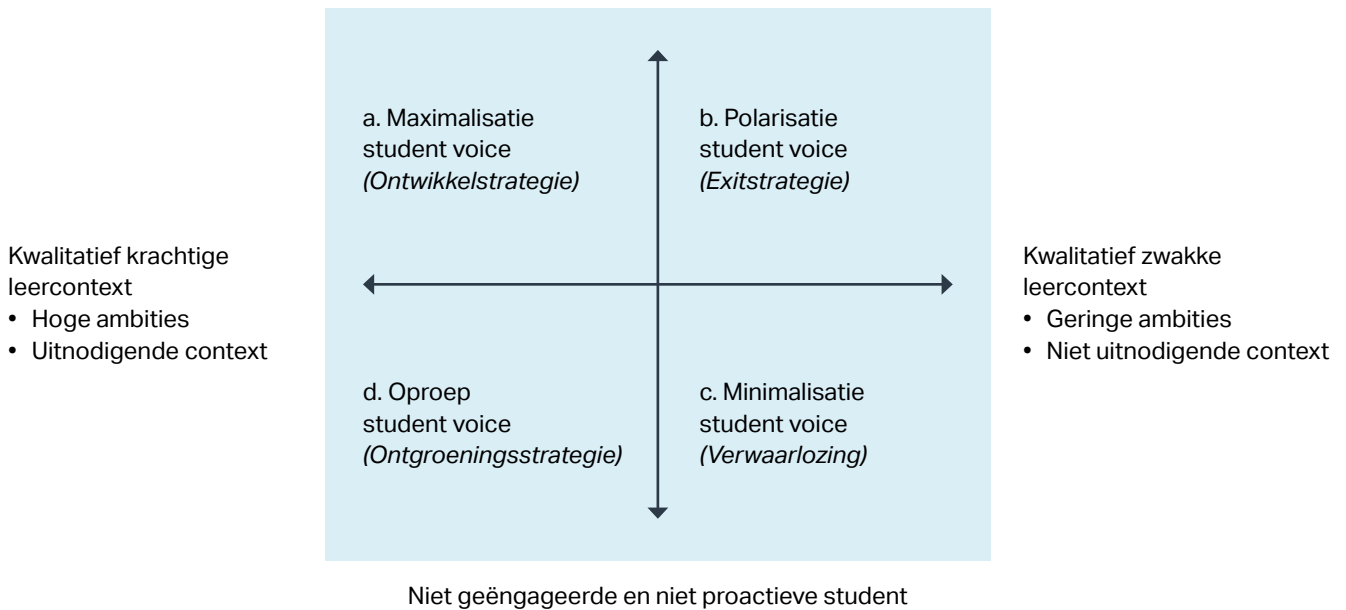 a. Maximalisatie
student voice
(Ontwikkelstrategie)
b. Polarisatie
student voice
(Exitstrategie)
Kwalitatief krachtige
leercontext
• Hoge ambities
• Uitnodigende context
Kwalitatief zwakke
leercontext
• Geringe ambities
• Niet uitnodigende context
d. Oproep
student voice
(Ontgroeningsstrategie)
c. Minimalisatie
student voice
(Verwaarlozing)
Niet geëngageerde en niet proactieve student